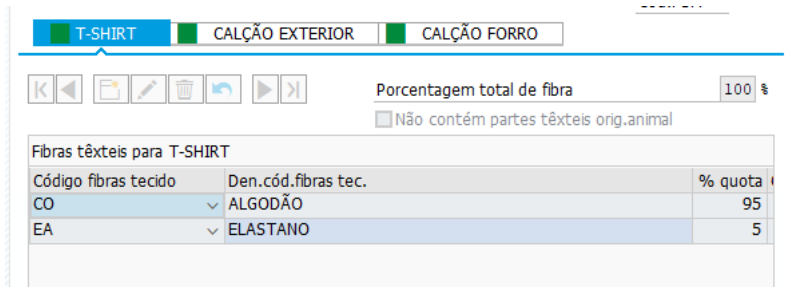 T-SHIRT CALÇÃO EXTERIOR CALÇÃO FORRO
Porcentagem total de fibra 100 %
Não contém partes têxteis orig.animal
Fibras têxteis para T-SHIRT
Código fibras tecido Den.cód.fibras tec. % quota
CO ALGODÃO 95
EA ELASTANO 5